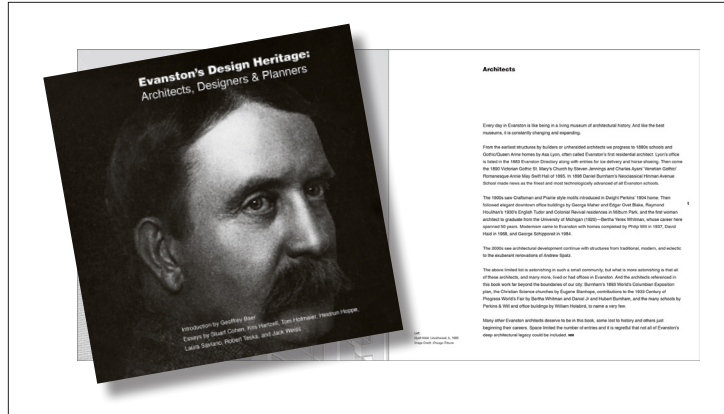 Evanston's Design Heritage:
Architects, Designers & Planners
Introduction by Geoffrey Baer
Essays by Stuart Cohen, Kris Hartzell, Tom Hofmaier, Heidrun Hoppe,
Laura Saviano, Robert Teska, and Jack Weiss
Architects
Every day in Evanston is like being in a living museum of architectural history. And like the best
museums, it is constantly changing and expanding.
From the earliest structures by builders or unheralded architects we progress to 1880s schools and
Gothic/Queen Anne homes by Asa Lyon, often called Evanston's first residential architect. Lyon's office
is listed in the 1883 Evanston Directory along with entries for ice delivery and horse shoeing. Then come
the 1890 Victorian Gothic St. Mary's Church by Steven Jennings and Charles Ayars' Venetian Gothic/
Romanesque Annie May Swift Hall of 1895. In 1898 Daniel Burnham's Neoclassical Hinman Avenue
School made news as the finest and most technologically advanced of all Evanston schools.
The 1900s saw Craftsman and Prairie style motifs introduced in Dwight Perkins' 1904 home. Then
followed elegant downtown office buildings by George Maher and Edgar Ovet Blake, Raymond
Houlihan's 1930's English Tudor and Colonial Revival residences in Milburn Park, and the first woman
architect to graduate from the University of Michigan (1920)—Bertha Yerex Whitman, whose career here
spanned 50 years. Modernism came to Evanston with homes completed by Philip Will in 1937, David
Haid in 1968, and George Schipporeit in 1984.
The 2000s see architectural development continue with structures from traditional, modern, and eclectic
to the exuberant renovations of Andrew Spatz.
The above limited list is astonishing in such a small community, but what is more astonishing is that all
of these architects, and many more, lived or had offices in Evanston. And the architects referenced in
this book work far beyond the boundaries of our city: Burnham's 1893 World's Columbian Exposition
plan, the Christian Science churches by Eugene Stanhope, contributions to the 1933 Century of
Progress World's Fair by Bertha Whitman and Daniel Jr and Hubert Burnham, and the many schools by
Perkins & Will and office buildings by William Holabird, to name a very few.
Many other Evanston architects deserve to be in this book, some lost to history and others just
beginning their careers. Space limited the number of entries and it is regretful that not all of Evanston's
deep architectural legacy could be included.